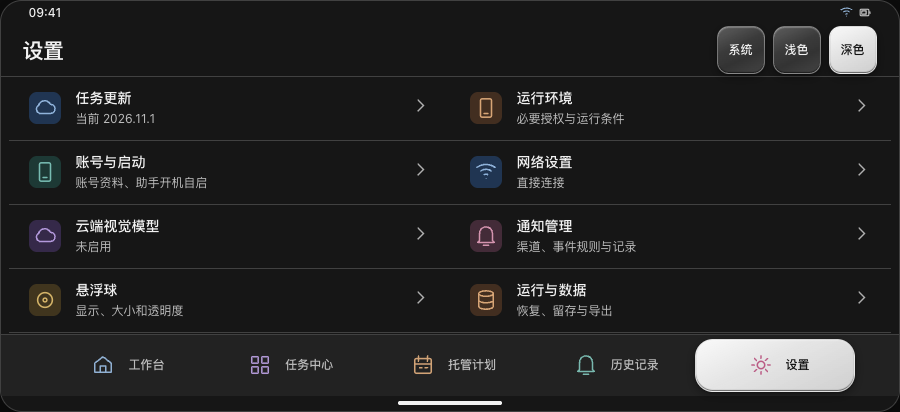 09:41
设置
系统 浅色 深色
任务更新
当前 2026.11.1
运行环境
必要授权与运行条件
账号与启动
账号资料、助手开机自启
网络设置
直接连接
云端视觉模型
未启用
通知管理
渠道、事件规则与记录
悬浮球
显示、大小和透明度
运行与数据
恢复、留存与导出
工作台 任务中心 托管计划 历史记录 设置